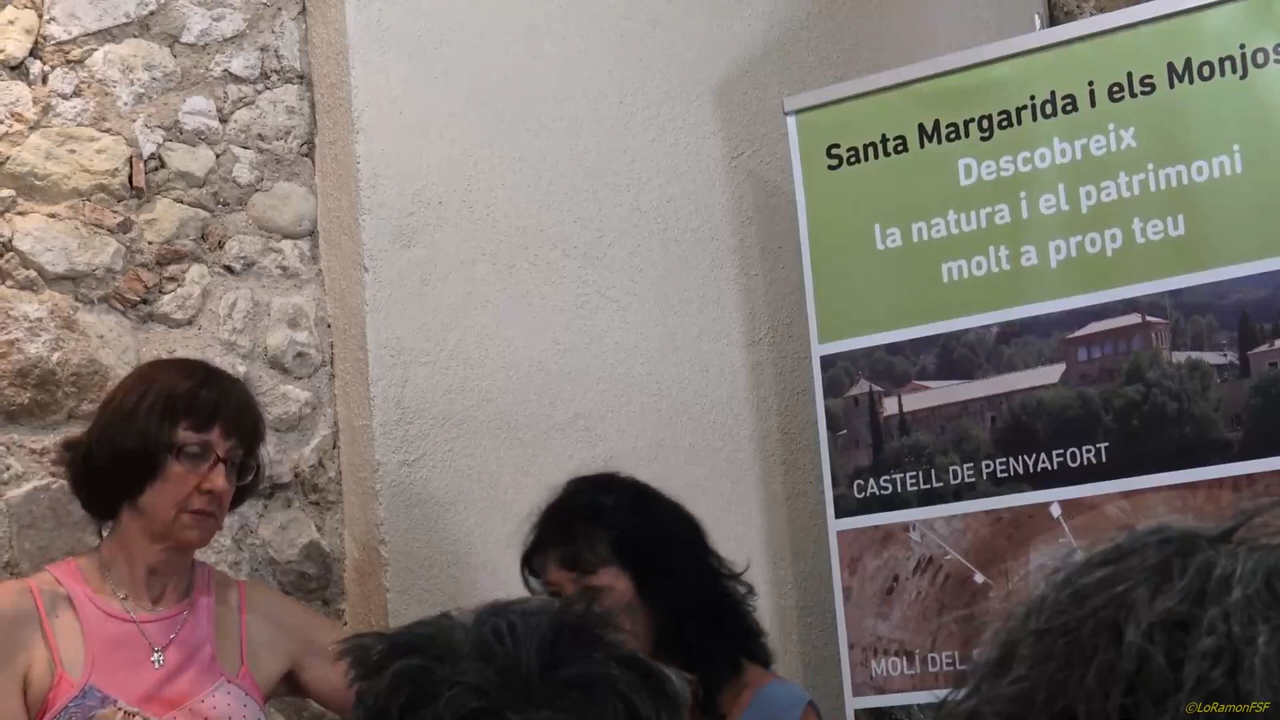 Santa Margarida i els Monjos
Descobreix
la natura i el patrimoni
molt a prop teu
CASTELL DE PENYAFORT
MOLÍ DEL
©LoRamonFSF